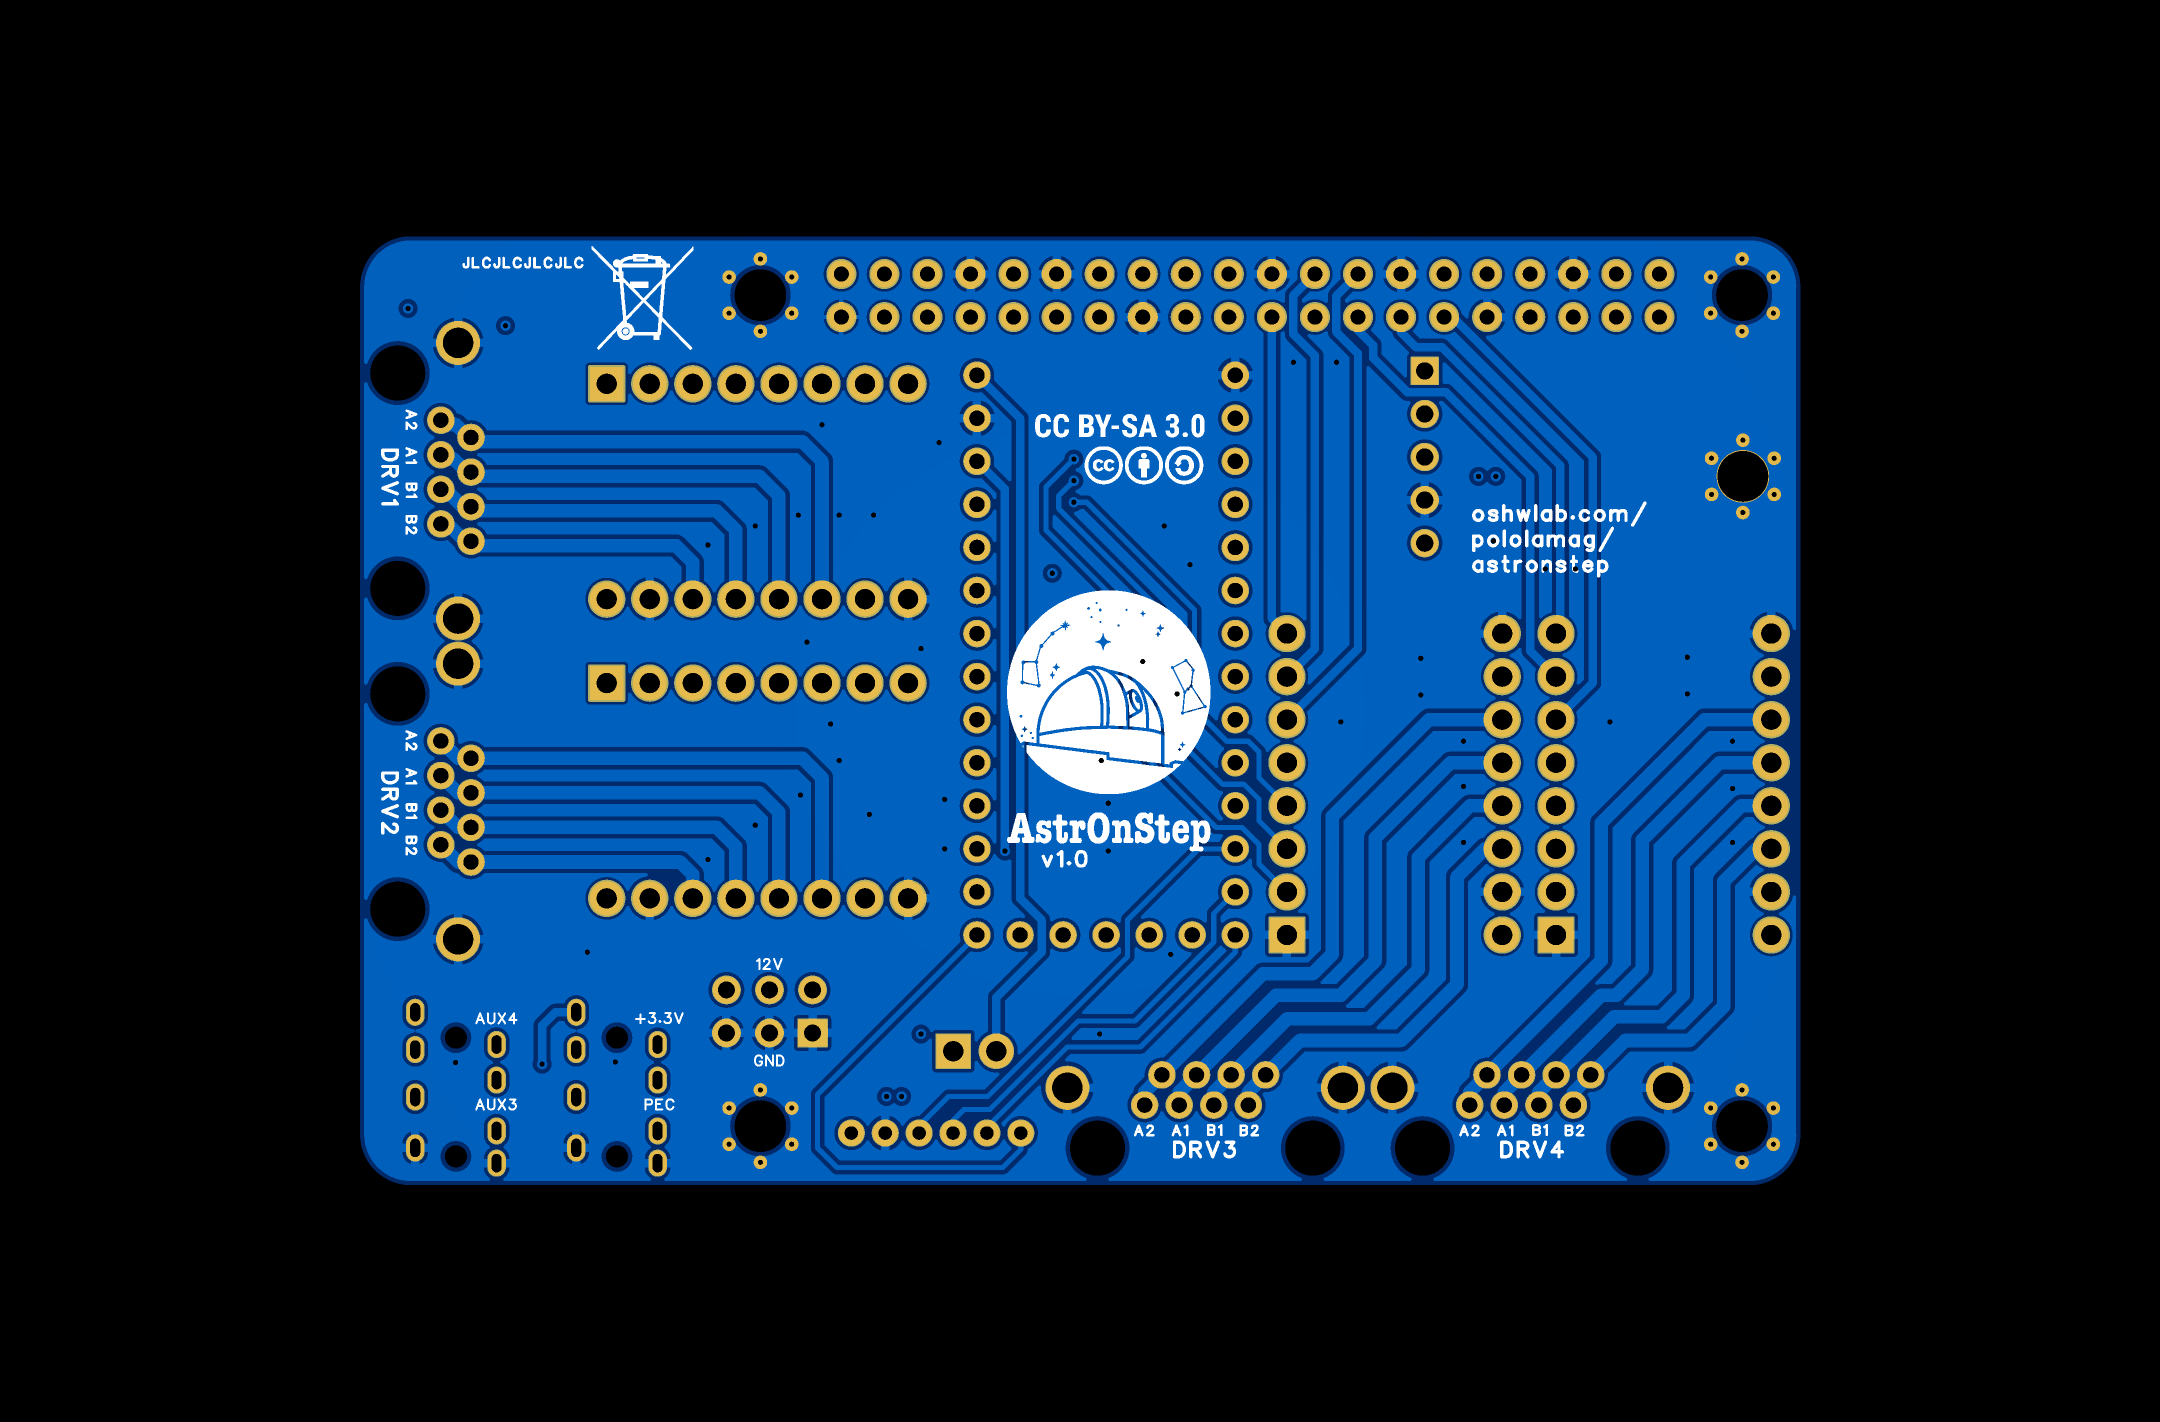 JLCJLCJLCJLC
CC BY-SA 3.0
cc
A2
A1
B1
B2
DRV1
oshwlab.com/
pololamag/
astronstep
A2
A1
B1
B2
DRV2
AstrOnStep
v1.0
12V
GND
AUX4
+3.3V
AUX3
PEC
A2 A1 B1 B2
DRV3
A2 A1 B1 B2
DRV4